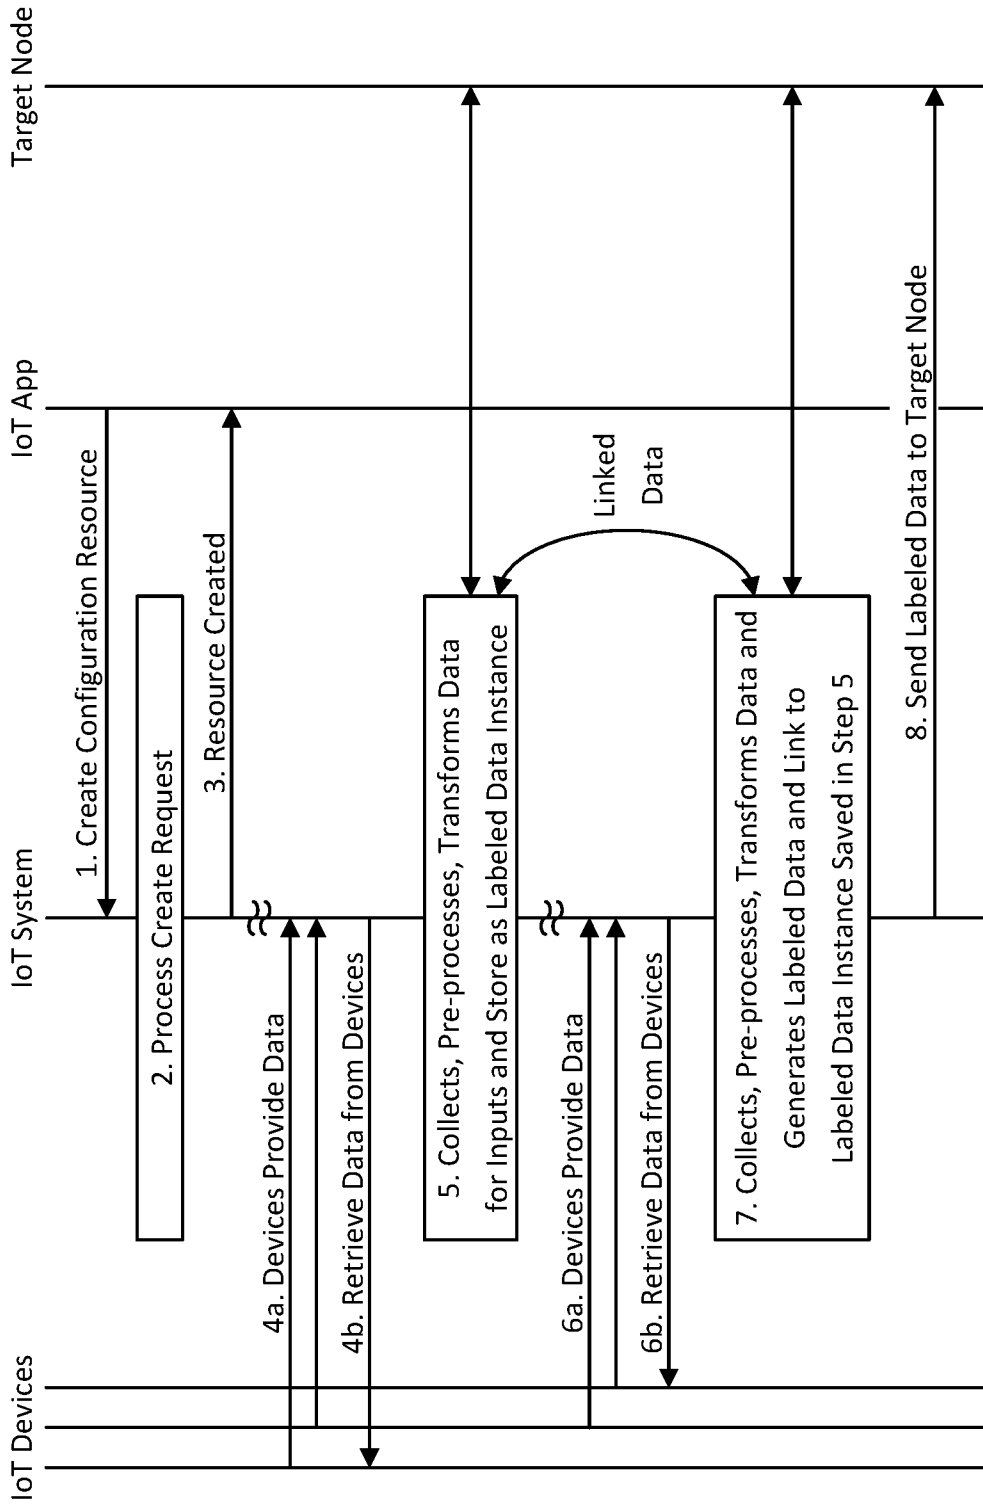 IoT Devices
IoT System
IoT App
Target Node
1. Create Configuration Resource
2. Process Create Request
3. Resource Created
4a. Devices Provide Data
4b. Retrieve Data from Devices
5. Collects, Pre-processes, Transforms Data
for Inputs and Store as Labeled Data Instance
Linked
Data
6a. Devices Provide Data
6b. Retrieve Data from Devices
7. Collects, Pre-processes, Transforms Data and
Generates Labeled Data and Link to
Labeled Data Instance Saved in Step 5
8. Send Labeled Data to Target Node